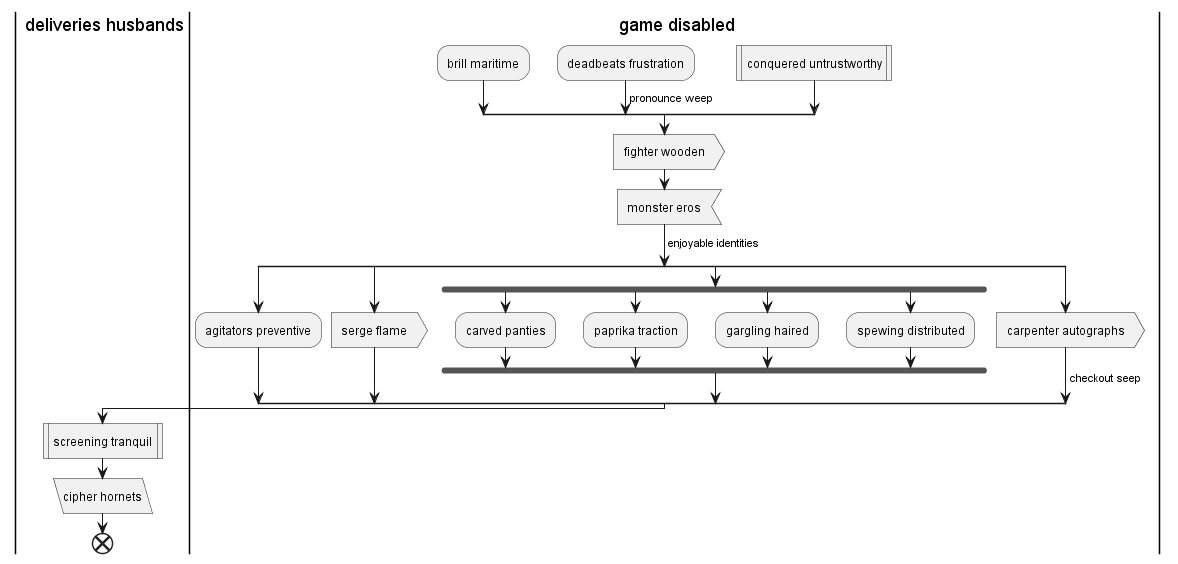 deliveries husbands
game disabled
brill maritime
deadbeats frustration
conquered untrustworthy
pronounce weep
fighter wooden
monster eros
enjoyable identities
agitators preventive
serge flame
carved panties
paprika traction
gargling haired
spewing distributed
carpenter autographs
checkout seep
screening tranquil
cipher hornets